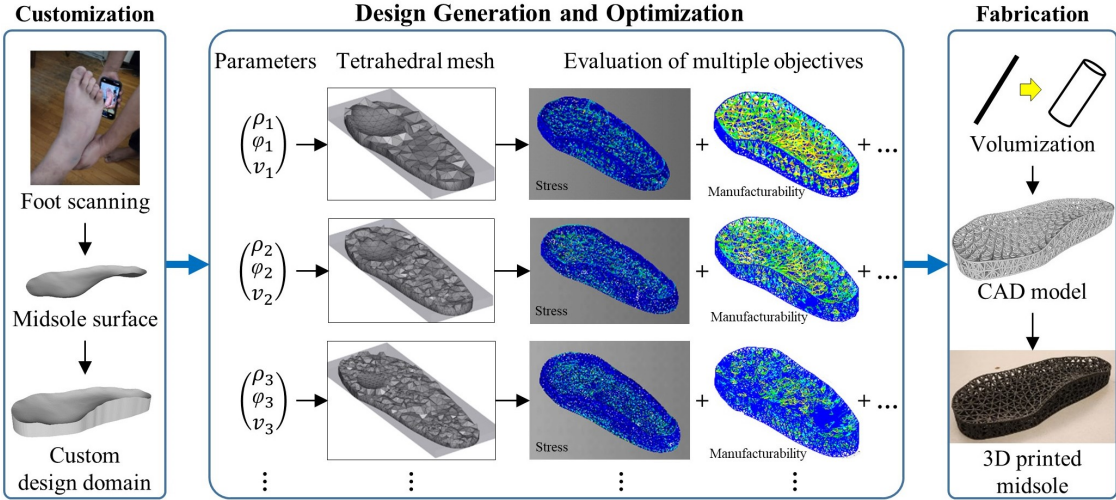 Customization
Foot scanning
Midsole surface
Custom
design domain
Design Generation and Optimization
Parameters
Tetrahedral mesh
Evaluation of multiple objectives
ρ₁
φ₁
v₁
Stress
+
Manufacturability
+ ...
ρ₂
φ₂
v₂
Stress
+
Manufacturability
+ ...
ρ₃
φ₃
v₃
Stress
+
Manufacturability
+ ...
Fabrication
Volumization
CAD model
3D printed
midsole